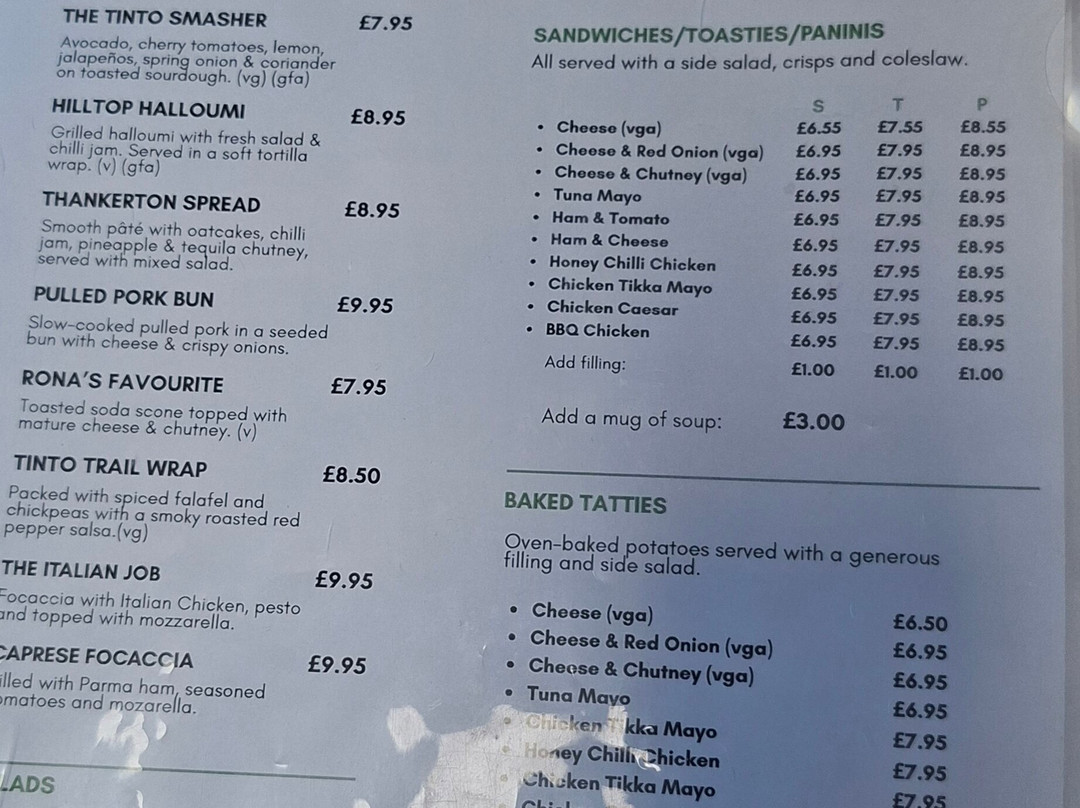 THE TINTO SMASHER £7.95
Avocado, cherry tomatoes, lemon,
jalapeños, spring onion & coriander
on toasted sourdough. (vg) (gfa)
HILLTOP HALLOUMI £8.95
Grilled halloumi with fresh salad &
chilli jam. Served in a soft tortilla
wrap. (v) (gfa)
THANKERTON SPREAD £8.95
Smooth pâté with oatcakes, chilli
jam, pineapple & tequila chutney,
served with mixed salad.
PULLED PORK BUN £9.95
Slow-cooked pulled pork in a seeded
bun with cheese & crispy onions.
RONA'S FAVOURITE £7.95
Toasted soda scone topped with
mature cheese & chutney. (v)
TINTO TRAIL WRAP £8.50
Packed with spiced falafel and
chickpeas with a smoky roasted red
pepper salsa.(vg)
THE ITALIAN JOB £9.95
Focaccia with Italian Chicken, pesto
and topped with mozzarella.
CAPRESE FOCACCIA £9.95
illed with Parma ham, seasoned
omatoes and mozarella.
LADS
SANDWICHES/TOASTIES/PANINIS
All served with a side salad, crisps and coleslaw.
S T P
• Cheese (vga) £6.55 £7.55 £8.55
• Cheese & Red Onion (vga) £6.95 £7.95 £8.95
• Cheese & Chutney (vga) £6.95 £7.95 £8.95
• Tuna Mayo £6.95 £7.95 £8.95
• Ham & Tomato £6.95 £7.95 £8.95
• Ham & Cheese £6.95 £7.95 £8.95
• Honey Chilli Chicken £6.95 £7.95 £8.95
• Chicken Tikka Mayo £6.95 £7.95 £8.95
• Chicken Caesar £6.95 £7.95 £8.95
• BBQ Chicken £6.95 £7.95 £8.95
Add filling: £1.00 £1.00 £1.00
Add a mug of soup: £3.00
BAKED TATTIES
Oven-baked potatoes served with a generous
filling and side salad.
• Cheese (vga) £6.50
• Cheese & Red Onion (vga) £6.95
• Cheese & Chutney (vga) £6.95
• Tuna Mayo £6.95
• Chicken Tikka Mayo £7.95
• Honey Chilli Chicken £7.95
• Chicken Tikka Mayo £7.95